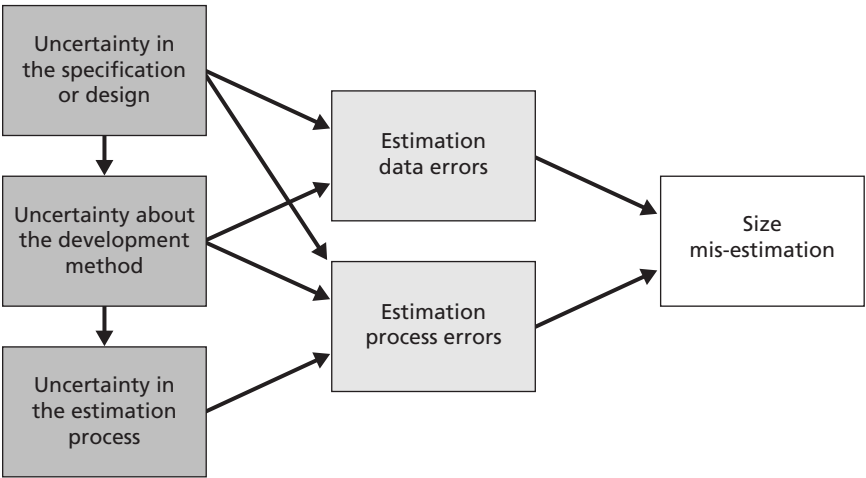 Uncertainty in
the specification
or design
Uncertainty about
the development
method
Uncertainty in
the estimation
process
Estimation
data errors
Estimation
process errors
Size
mis-estimation